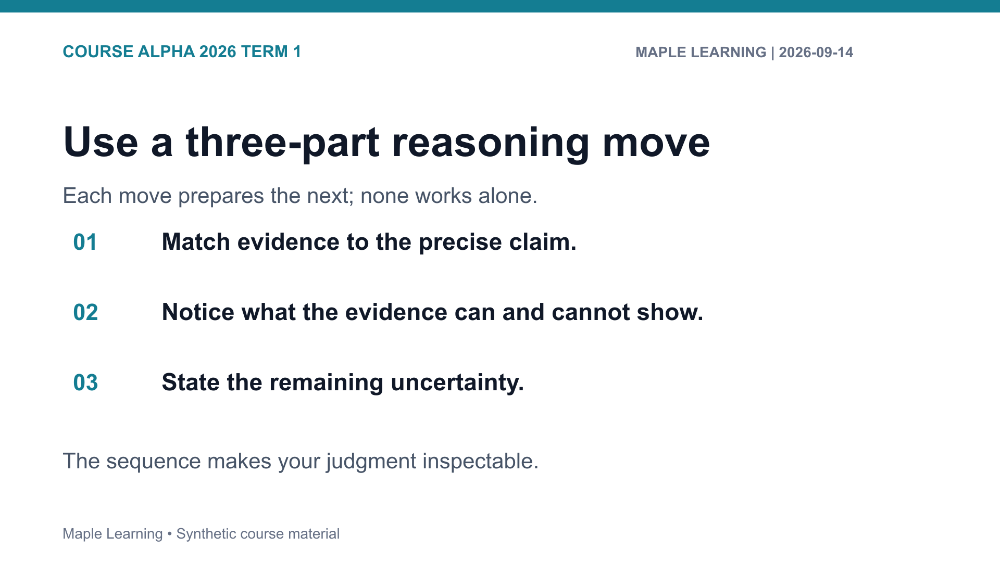 COURSE ALPHA 2026 TERM 1
MAPLE LEARNING | 2026-09-14
Use a three-part reasoning move
Each move prepares the next; none works alone.
01 Match evidence to the precise claim.
02 Notice what the evidence can and cannot show.
03 State the remaining uncertainty.
The sequence makes your judgment inspectable.
Maple Learning • Synthetic course material